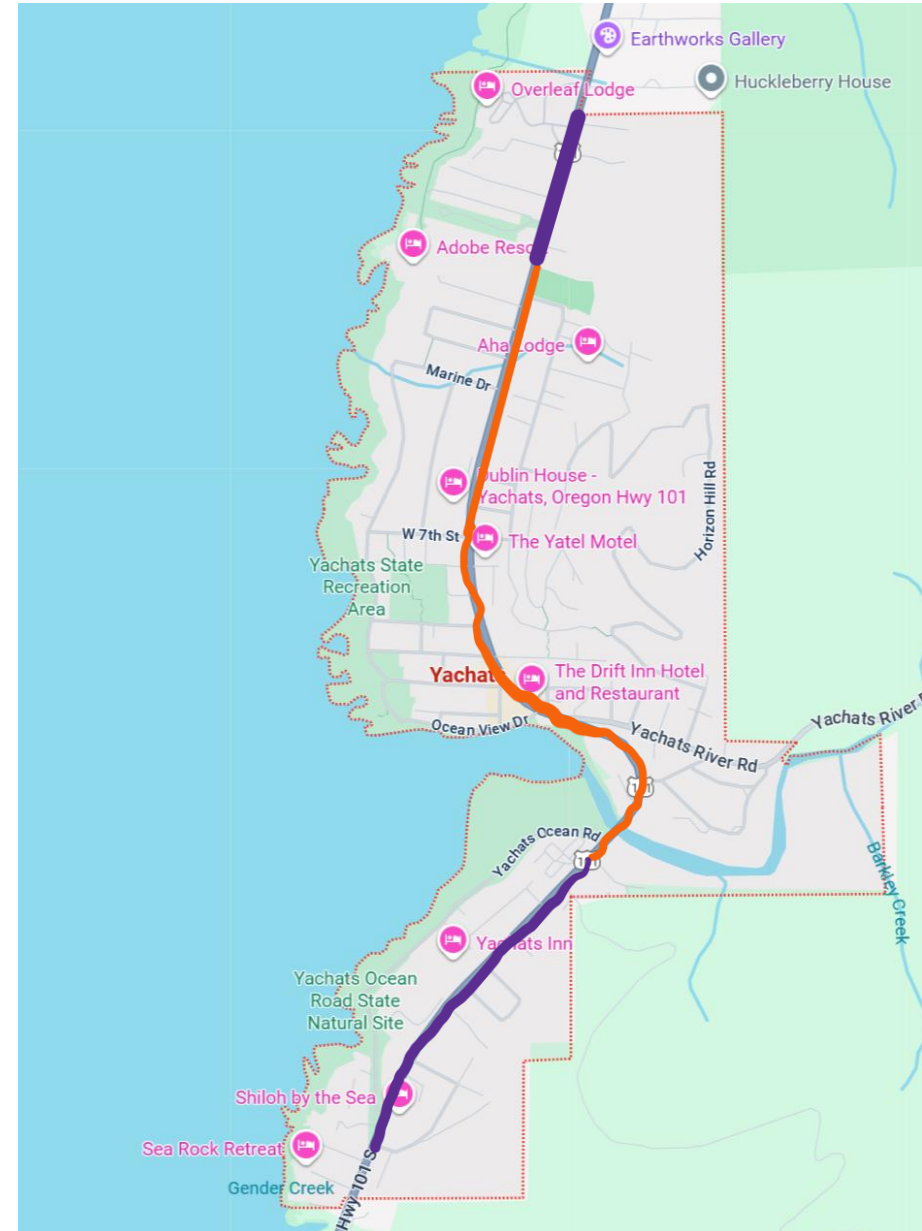 Earthworks Gallery
Huckleberry House
Overleaf Lodge
Adobe Reso
Aha Lodge
Marine Dr
Dublin House -
Yachats, Oregon Hwy 101
W 7th St
The Yatel Motel
Horizon Hill Rd
Yachats State
Recreation
Area
The Drift Inn Hotel
and Restaurant
Yachats
Ocean View Dr
Yachats River Rd
Yachats River
Yachats Ocean Rd
Barkley Creek
Yachats Inn
Yachats Ocean
Road State
Natural Site
Shiloh by the Sea
Sea Rock Retreat
Gender Creek
Hwy 101 S